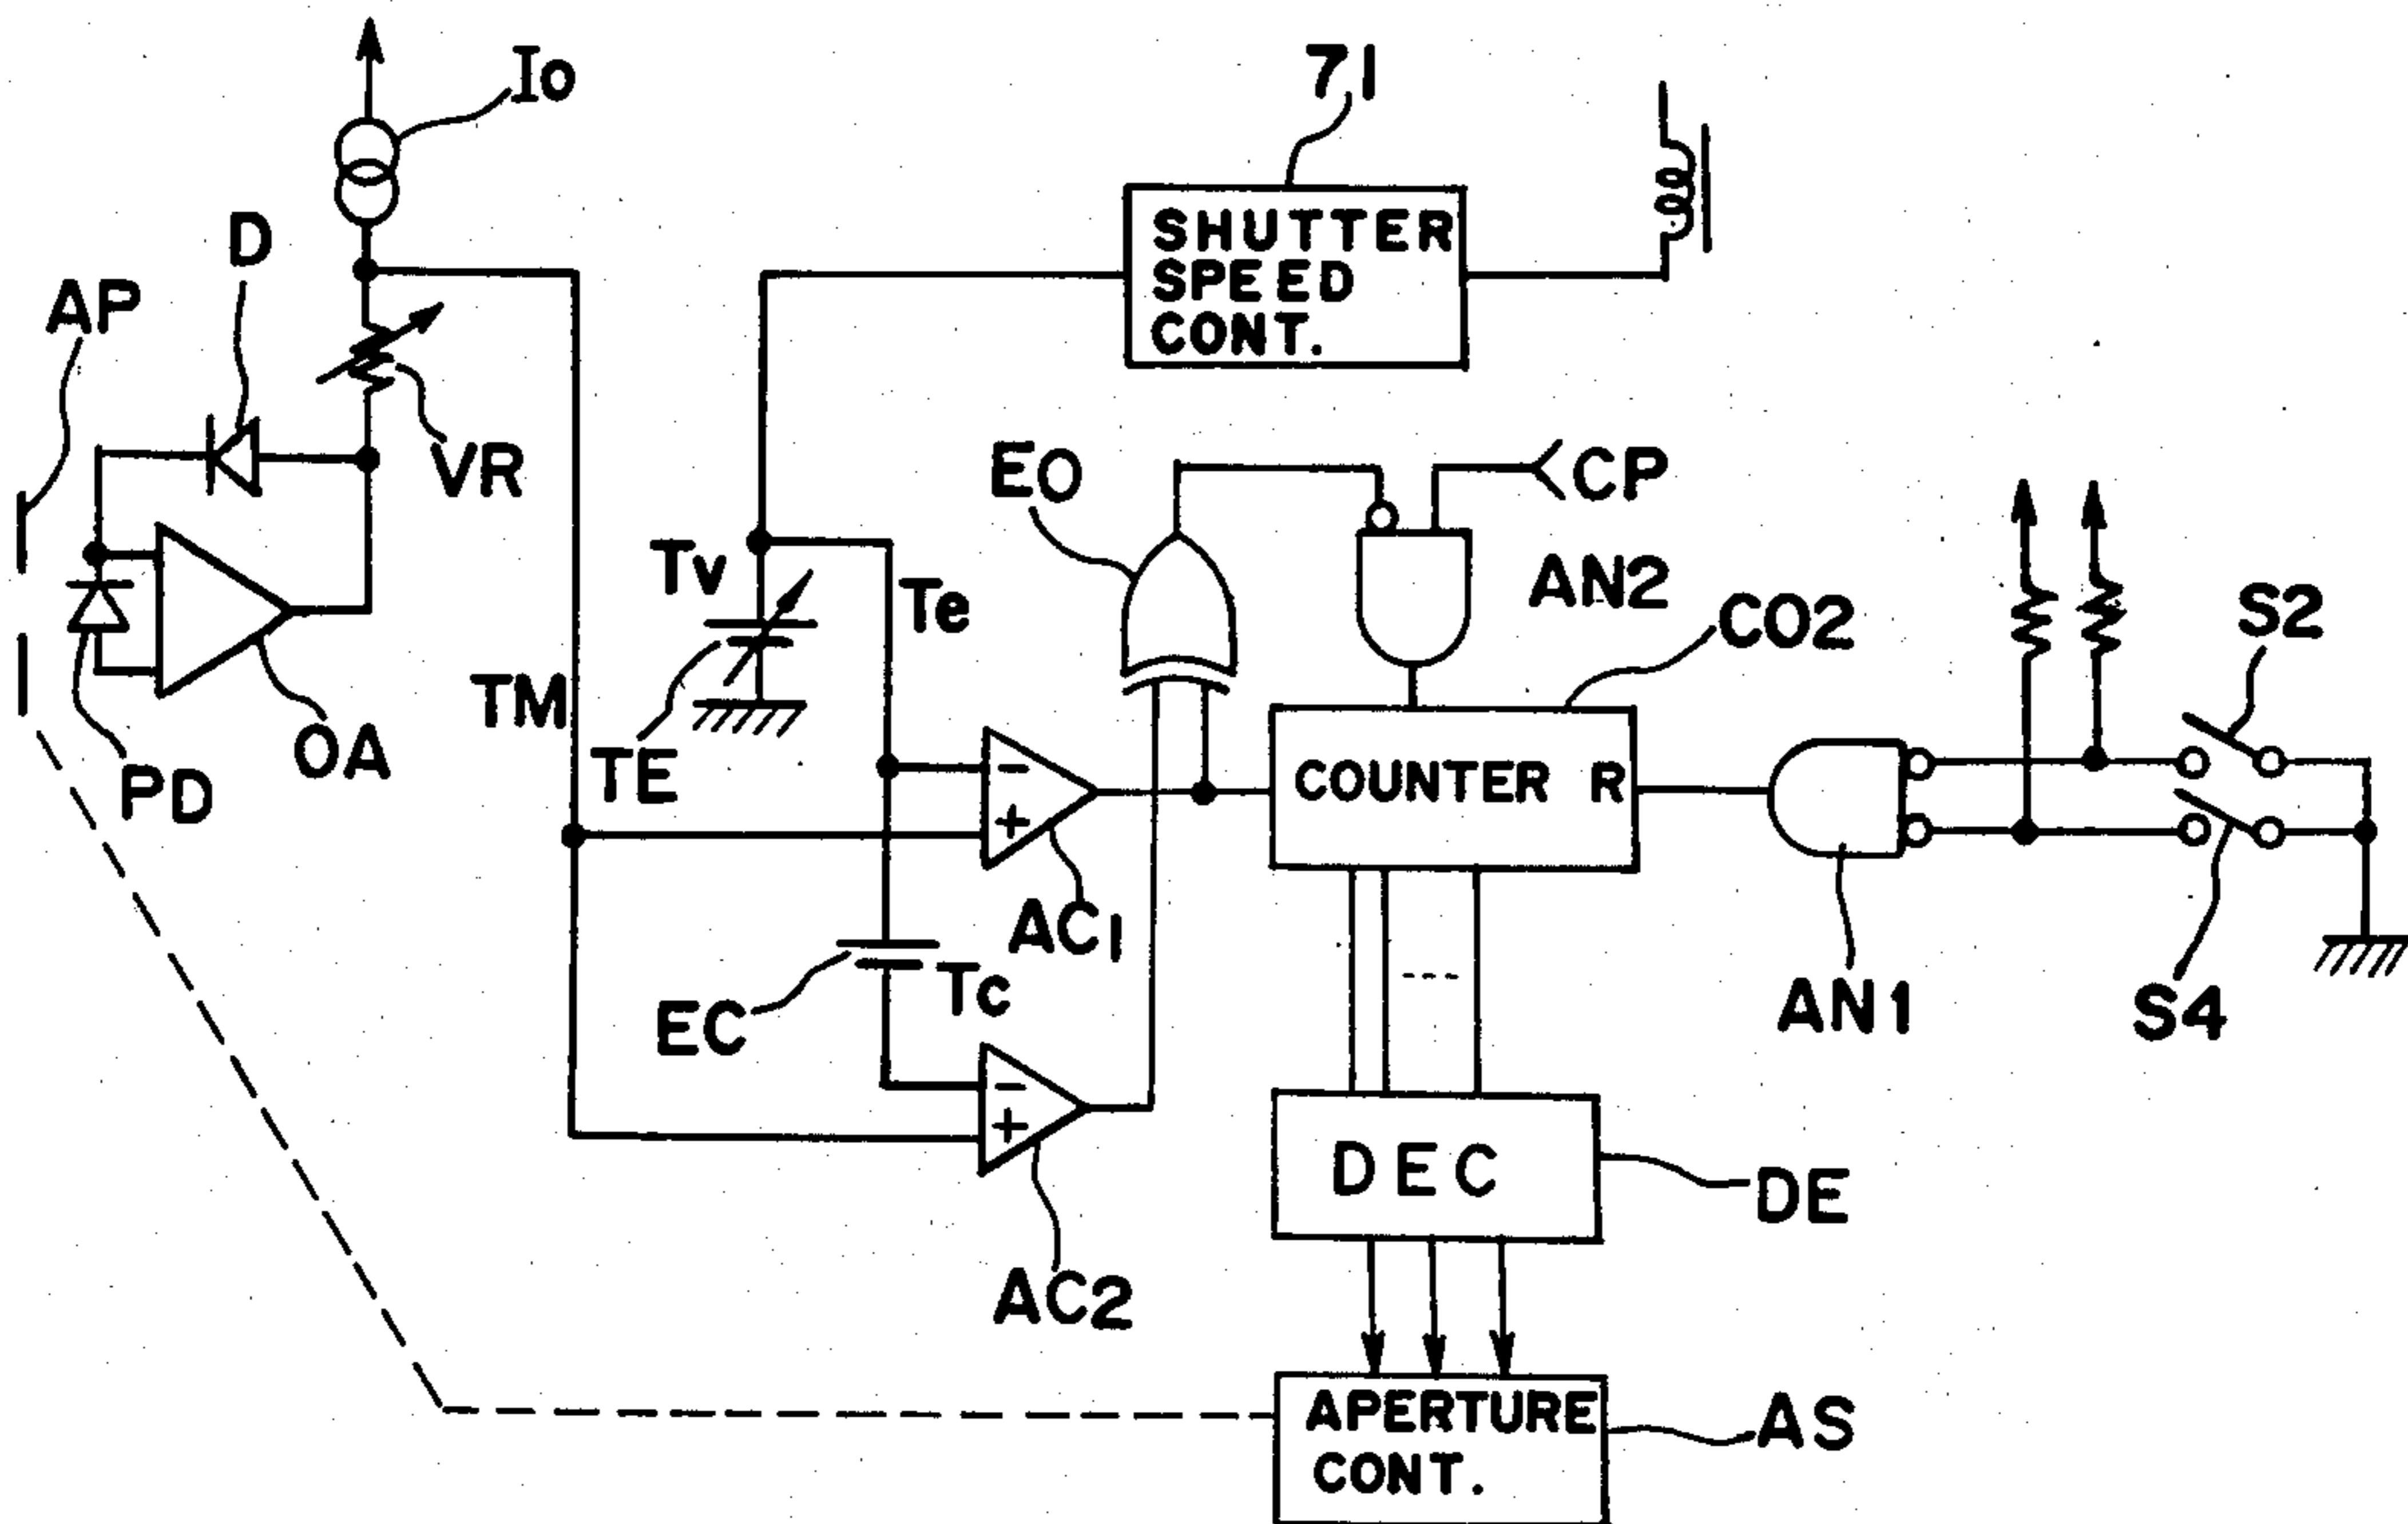 Io
71
D
SHUTTER
SPEED
CONT.
AP
VR
EO
CP
Tv
Te
AN2
CO2
S2
TM
OA
TE
PD
-
+
COUNTER R
AC1
EC
Tc
AN1
S4
-
+
DEC
DE
AC2
APERTURE
CONT.
AS